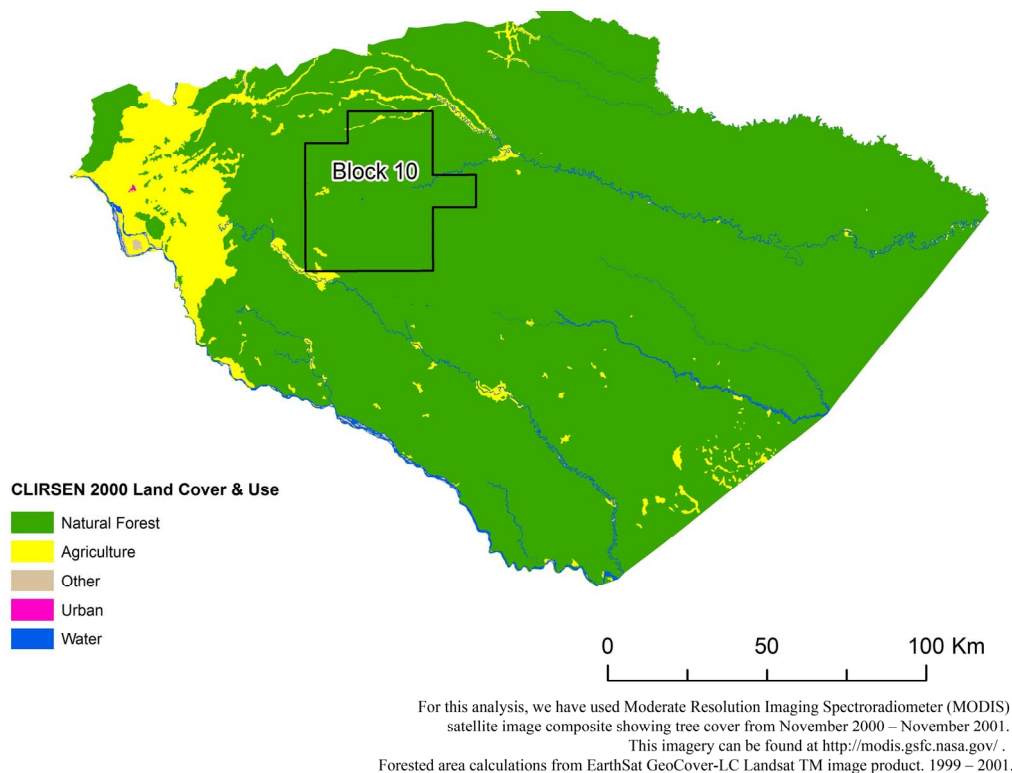 Block 10
CLIRSEN 2000 Land Cover & Use
Natural Forest
Agriculture
Other
Urban
Water
0 50 100 Km
For this analysis, we have used Moderate Resolution Imaging Spectroradiometer (MODIS)
satellite image composite showing tree cover from November 2000 – November 2001.
This imagery can be found at http://modis.gsfc.nasa.gov/ .
Forested area calculations from EarthSat GeoCover-LC Landsat TM image product. 1999 – 2001.